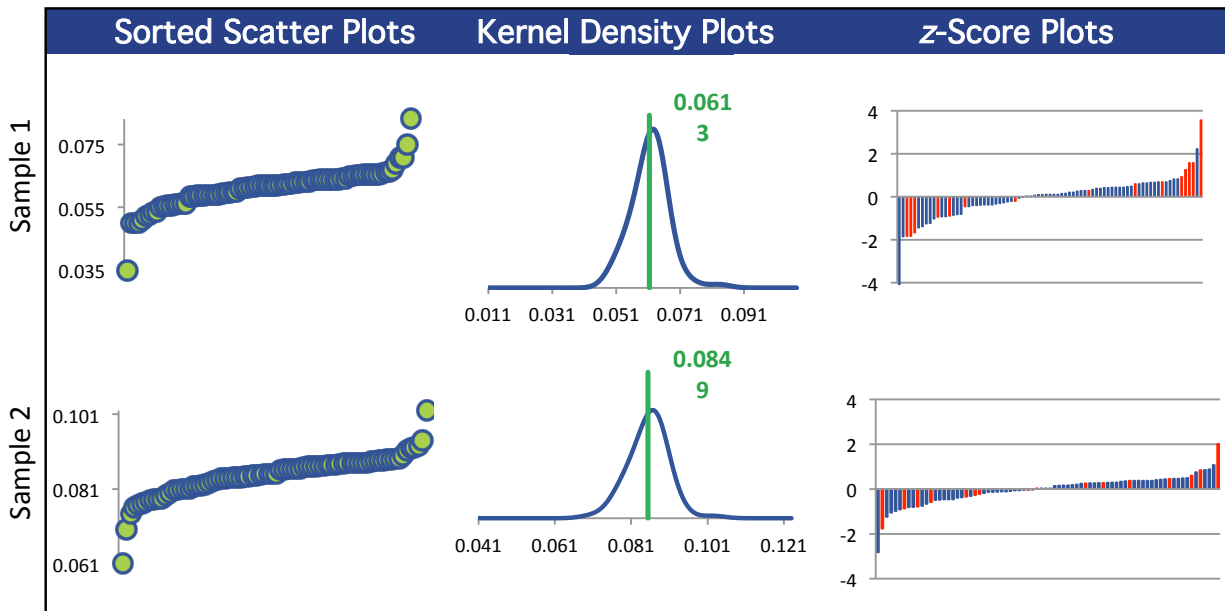 Sorted Scatter Plots
Kernel Density Plots
z-Score Plots
Sample 1
0.075
0.055
0.035
0.061
3
0.011 0.031 0.051 0.071 0.091
4
2
0
-2
-4
Sample 2
0.101
0.081
0.061
0.084
9
0.041 0.061 0.081 0.101 0.121
4
2
0
-2
-4